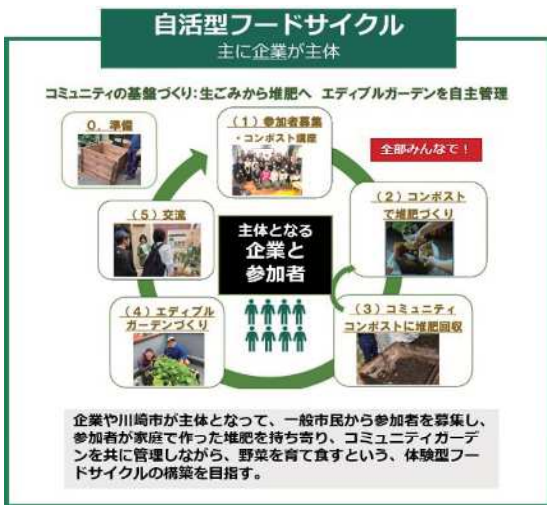 自活型フードサイクル
主に企業が主体
コミュニティの基盤づくり:生ごみから堆肥へ エディブルガーデンを自主管理
0．準備
(1)参加者募集
・コンポスト講座
全部みんなで！
(2)コンポスト
で堆肥づくり
(5)交流
主体となる
企業と
参加者
(4)エディブル
ガーデンづくり
(3)コミュニティ
コンポストに堆肥回収
企業や川崎市が主体となって、一般市民から参加者を募集し、
参加者が家庭で作った堆肥を持ち寄り、コミュニティガーデ
ンを共に管理しながら、野菜を育て食すという、体験型フー
ドサイクルの構築を目指す。